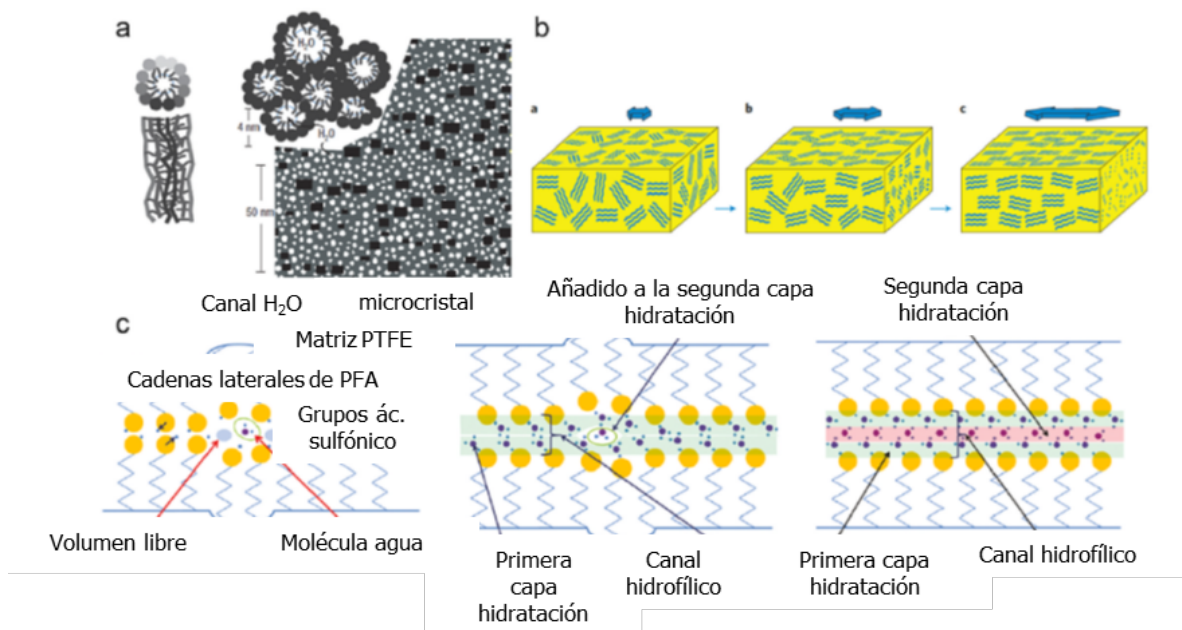 a
H₂O
4 nm
H₂O
50 nm
b
a
b
c
Canal H₂O
microcristal
Añadido a la segunda capa
hidratación
Segunda capa
hidratación
c
Matriz PTFE
Cadenas laterales de PFA
Grupos ác.
sulfónico
Volumen libre
Molécula agua
Primera
capa
hidratación
Canal
hidrofílico
Primera capa
hidratación
Canal hidrofílico